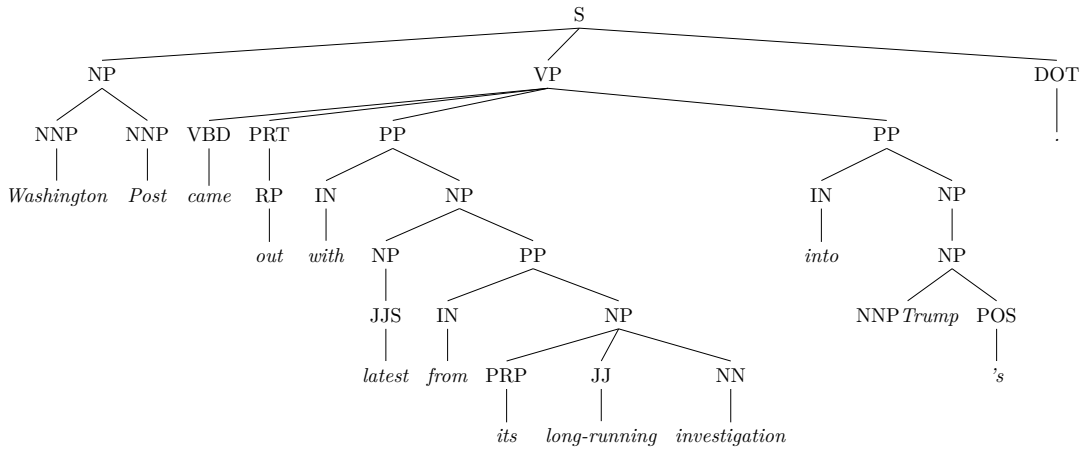 S
NP VP DOT
NNP NNP VBD PRT PP PP .
Washington Post came RP IN NP IN NP
out with NP PP into NP
JJS IN NP NNP Trump POS
latest from PRP JJ NN 's
its long-running investigation